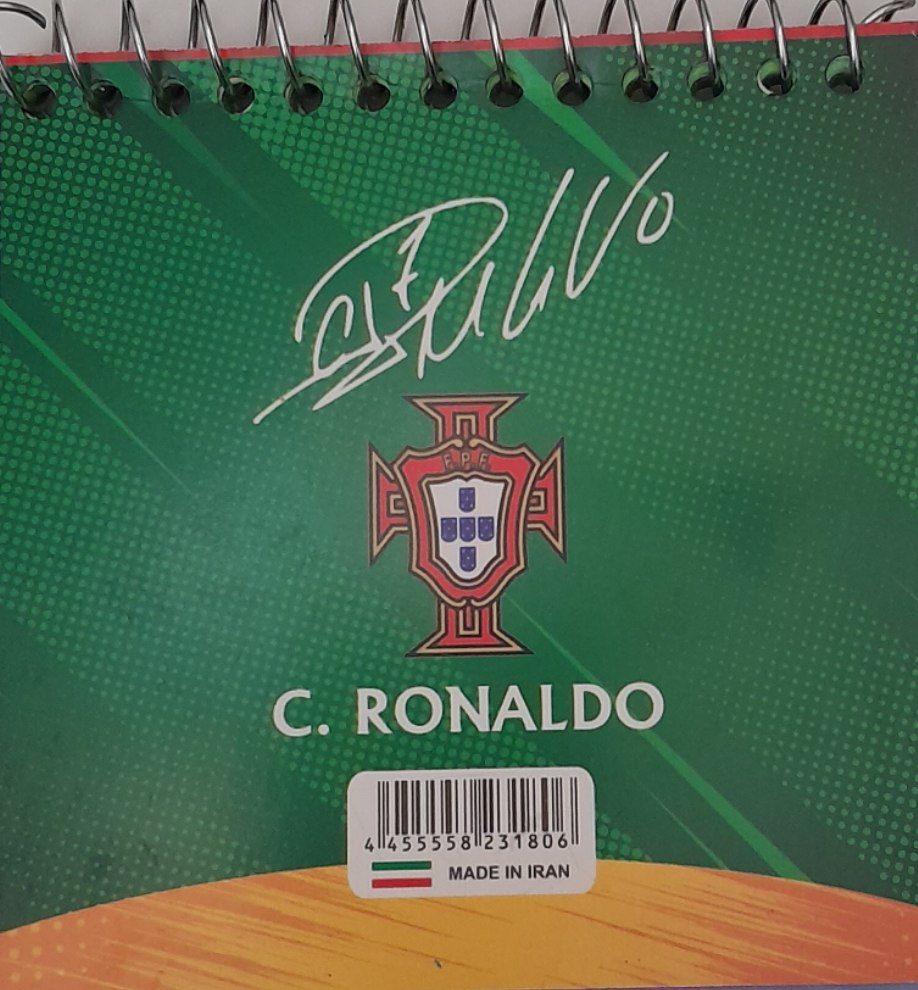 F.P.F
C. RONALDO
4 455558 231806
MADE IN IRAN